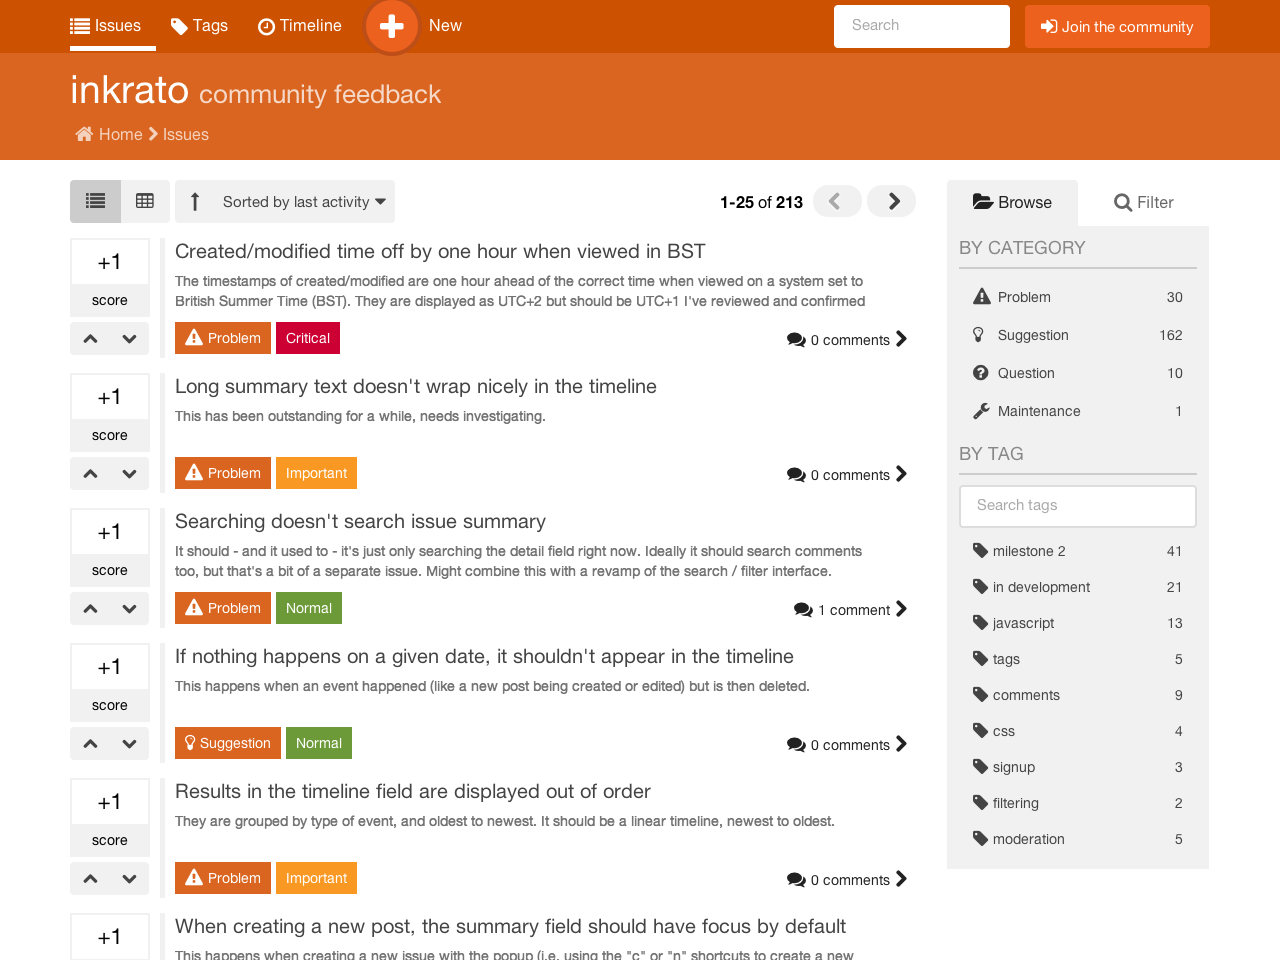 Issues Tags Timeline New Search Join the community
inkrato community feedback
Home Issues
Sorted by last activity 1-25 of 213
+1
score
Created/modified time off by one hour when viewed in BST
The timestamps of created/modified are one hour ahead of the correct time when viewed on a system set to
British Summer Time (BST). They are displayed as UTC+2 but should be UTC+1 I've reviewed and confirmed
Problem Critical 0 comments
+1
score
Long summary text doesn't wrap nicely in the timeline
This has been outstanding for a while, needs investigating.
Problem Important 0 comments
+1
score
Searching doesn't search issue summary
It should - and it used to - it's just only searching the detail field right now. Ideally it should search comments
too, but that's a bit of a separate issue. Might combine this with a revamp of the search / filter interface.
Problem Normal 1 comment
+1
score
If nothing happens on a given date, it shouldn't appear in the timeline
This happens when an event happened (like a new post being created or edited) but is then deleted.
Suggestion Normal 0 comments
+1
score
Results in the timeline field are displayed out of order
They are grouped by type of event, and oldest to newest. It should be a linear timeline, newest to oldest.
Problem Important 0 comments
+1
When creating a new post, the summary field should have focus by default
This happens when creating a new issue with the popup (i.e. using the "c" or "n" shortcuts to create a new
Browse Filter
BY CATEGORY
Problem 30
Suggestion 162
Question 10
Maintenance 1
BY TAG
Search tags
milestone 2 41
in development 21
javascript 13
tags 5
comments 9
css 4
signup 3
filtering 2
moderation 5